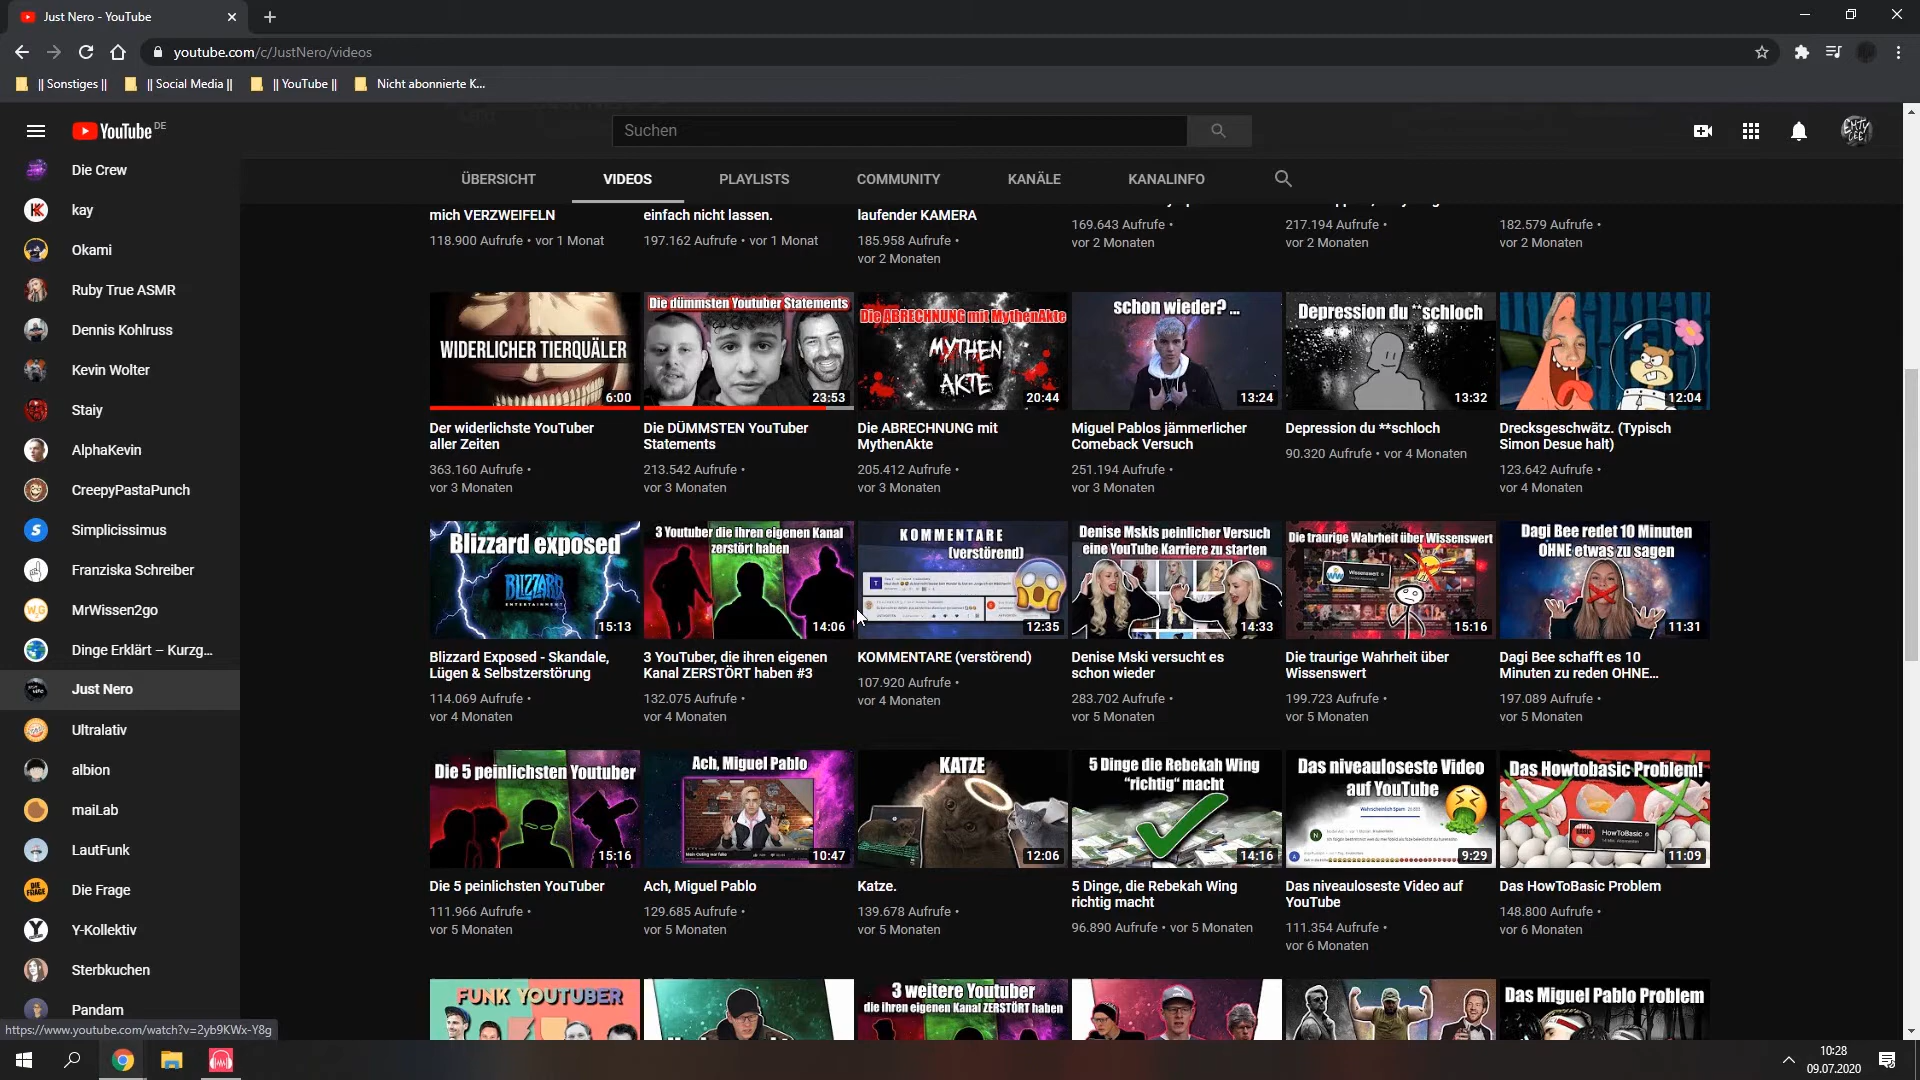 Just Nero - YouTube
youtube.com/c/JustNero/videos
|| Sonstiges ||
|| Social Media ||
|| YouTube ||
Nicht abonnierte K...
YouTube DE
Suchen
Die Crew
kay
Okami
Ruby True ASMR
Dennis Kohlruss
Kevin Wolter
Staiy
AlphaKevin
CreepyPastaPunch
Simplicissimus
Franziska Schreiber
MrWissen2go
Dinge Erklärt – Kurzg...
Just Nero
Ultralativ
albion
maiLab
LautFunk
Die Frage
Y-Kollektiv
Sterbkuchen
Pandam
ÜBERSICHT
VIDEOS
PLAYLISTS
COMMUNITY
KANÄLE
KANALINFO
mich VERZWEIFELN
118.900 Aufrufe • vor 1 Monat
einfach nicht lassen.
197.162 Aufrufe • vor 1 Monat
laufender KAMERA
185.958 Aufrufe •
vor 2 Monaten
169.643 Aufrufe •
vor 2 Monaten
217.194 Aufrufe •
vor 2 Monaten
182.579 Aufrufe •
vor 2 Monaten
WIDERLICHER TIERQUÄLER
6:00
Der widerlichste YouTuber
aller Zeiten
363.160 Aufrufe •
vor 3 Monaten
Die dümmsten Youtuber Statements
23:53
Die DÜMMSTEN YouTuber
Statements
213.542 Aufrufe •
vor 3 Monaten
Die ABRECHNUNG mit MythenAkte
MYTHEN
AKTE
20:44
Die ABRECHNUNG mit
MythenAkte
205.412 Aufrufe •
vor 3 Monaten
schon wieder? ...
13:24
Miguel Pablos jämmerlicher
Comeback Versuch
251.194 Aufrufe •
vor 3 Monaten
Depression du **schloch
13:32
Depression du **schloch
90.320 Aufrufe • vor 4 Monaten
12:04
Drecksgeschwätz. (Typisch
Simon Desue halt)
123.642 Aufrufe •
vor 4 Monaten
Blizzard exposed
BLIZZARD
ENTERTAINMENT
15:13
Blizzard Exposed - Skandale,
Lügen & Selbstzerstörung
114.069 Aufrufe •
vor 4 Monaten
3 Youtuber die ihren eigenen Kanal
zerstört haben
14:06
3 YouTuber, die ihren eigenen
Kanal ZERSTÖRT haben #3
132.075 Aufrufe •
vor 4 Monaten
KOMMENTARE
(verstörend)
12:35
KOMMENTARE (verstörend)
107.920 Aufrufe •
vor 4 Monaten
Denise Mskis peinlicher Versuch
eine YouTube Karriere zu starten
14:33
Denise Mski versucht es
schon wieder
283.702 Aufrufe •
vor 5 Monaten
Die traurige Wahrheit über Wissenswert
Wissenswert
15:16
Die traurige Wahrheit über
Wissenswert
199.723 Aufrufe •
vor 5 Monaten
Dagi Bee redet 10 Minuten
OHNE etwas zu sagen
11:31
Dagi Bee schafft es 10
Minuten zu reden OHNE...
197.089 Aufrufe •
vor 5 Monaten
Die 5 peinlichsten Youtuber
15:16
Die 5 peinlichsten YouTuber
111.966 Aufrufe •
vor 5 Monaten
Ach, Miguel Pablo
10:47
Ach, Miguel Pablo
129.685 Aufrufe •
vor 5 Monaten
KATZE
12:06
Katze.
139.678 Aufrufe •
vor 5 Monaten
5 Dinge die Rebekah Wing
"richtig" macht
14:16
5 Dinge, die Rebekah Wing
richtig macht
96.890 Aufrufe • vor 5 Monaten
Das niveauloseste Video
auf YouTube
9:29
Das niveauloseste Video auf
YouTube
111.354 Aufrufe •
vor 6 Monaten
Das Howtobasic Problem!
HowToBasic
11:09
Das HowToBasic Problem
148.800 Aufrufe •
vor 6 Monaten
FUNK YOUTUBER
3 weitere Youtuber
die ihren eigenen Kanal ZERSTÖRT haben
Das Miguel Pablo Problem
https://www.youtube.com/watch?v=2yb9KWx-Y8g
10:28
09.07.2020